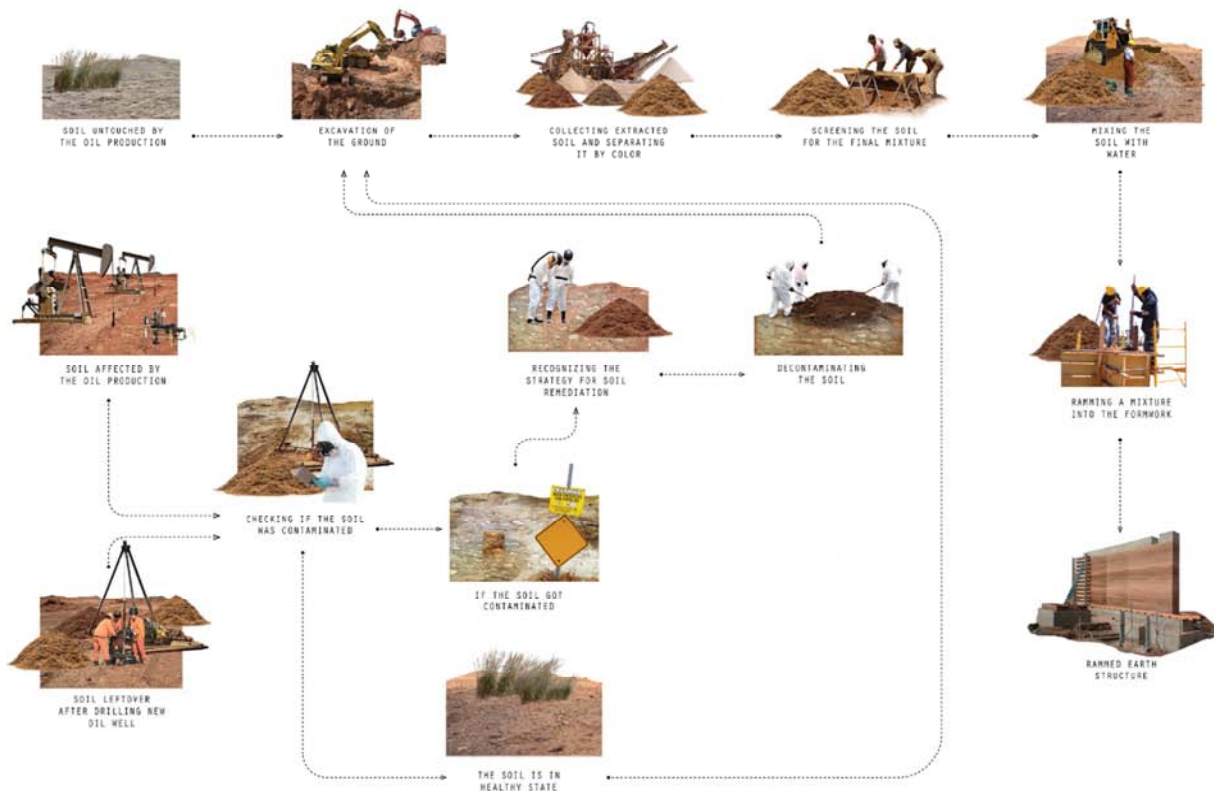 SOIL UNTOUCHED BY
THE OIL PRODUCTION
EXCAVATION OF
THE GROUND
COLLECTING EXTRACTED
SOIL AND SEPARATING
IT BY COLOR
SCREENING THE SOIL
FOR THE FINAL MIXTURE
MIXING THE
SOIL WITH
WATER
SOIL AFFECTED BY
THE OIL PRODUCTION
RECOGNIZING THE
STRATEGY FOR SOIL
REMEDIATION
DECONTAMINATING
THE SOIL
RAMMING A MIXTURE
INTO THE FORMWORK
CHECKING IF THE SOIL
WAS CONTAMINATED
IF THE SOIL GOT
CONTAMINATED
RAMMED EARTH
STRUCTURE
SOIL LEFTOVER
AFTER DRILLING NEW
OIL WELL
THE SOIL IS IN
HEALTHY STATE